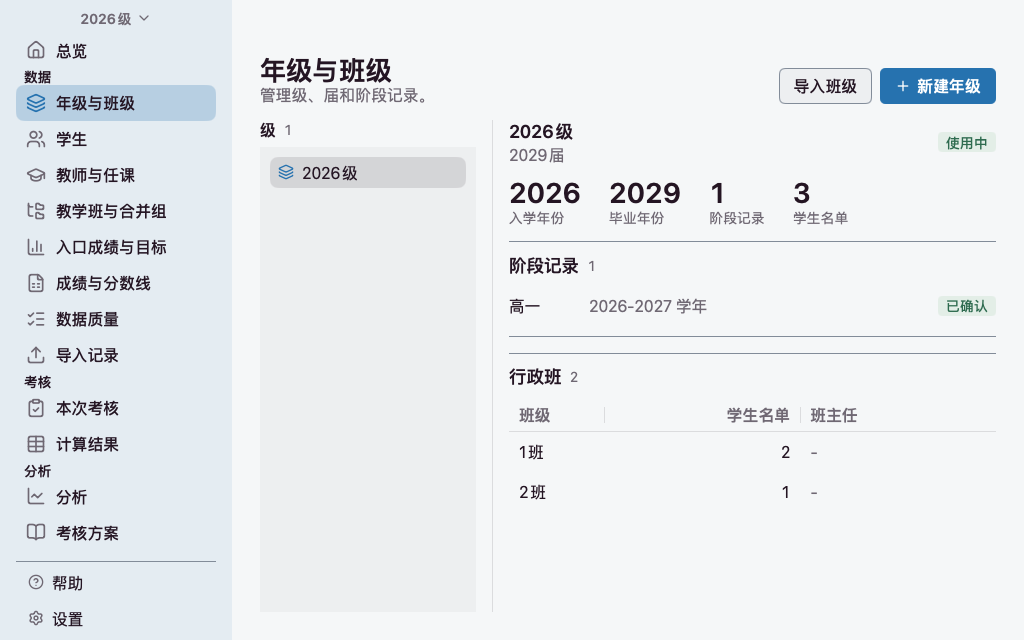 2026级
总览
数据
年级与班级
学生
教师与任课
教学班与合并组
入口成绩与目标
成绩与分数线
数据质量
导入记录
考核
本次考核
计算结果
分析
分析
考核方案
帮助
设置
年级与班级
管理级、届和阶段记录。
导入班级
+ 新建年级
级 1
2026级
2026级
2029届
使用中
2026 2029 1 3
入学年份 毕业年份 阶段记录 学生名单
阶段记录 1
高一 2026-2027 学年 已确认
行政班 2
班级 学生名单 班主任
1班 2 -
2班 1 -